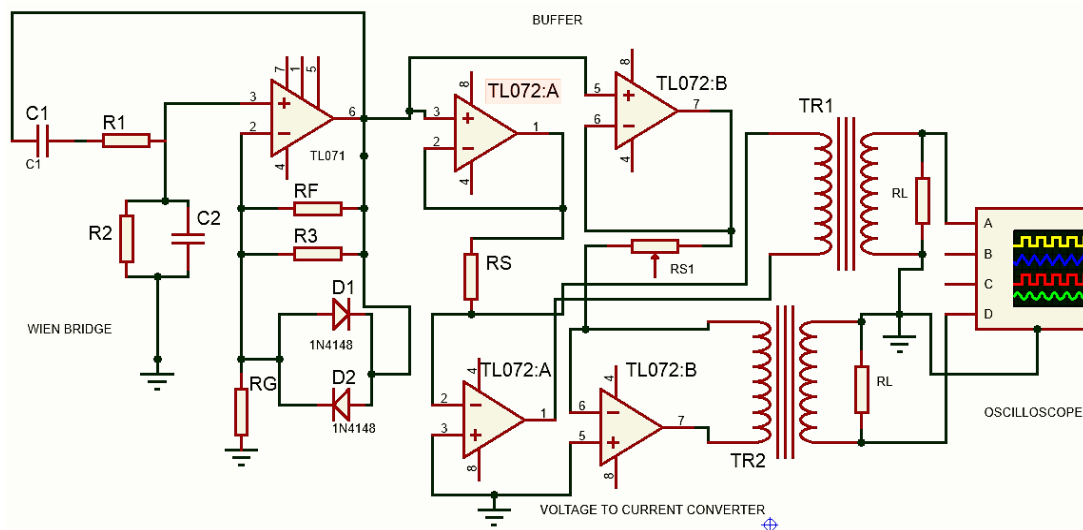 BUFFER
TL072:A
TL072:B
TR1
C1
R1
C1
TL071
7
1
5
3
2
6
4
8
3
2
1
4
8
5
6
7
4
RF
R3
R2
C2
RS
RS1
RL
A
B
C
D
WIEN BRIDGE
D1
1N4148
D2
1N4148
RG
TL072:A
TL072:B
4
2
3
1
8
4
6
5
7
8
TR2
RL
OSCILLOSCOPE
VOLTAGE TO CURRENT CONVERTER